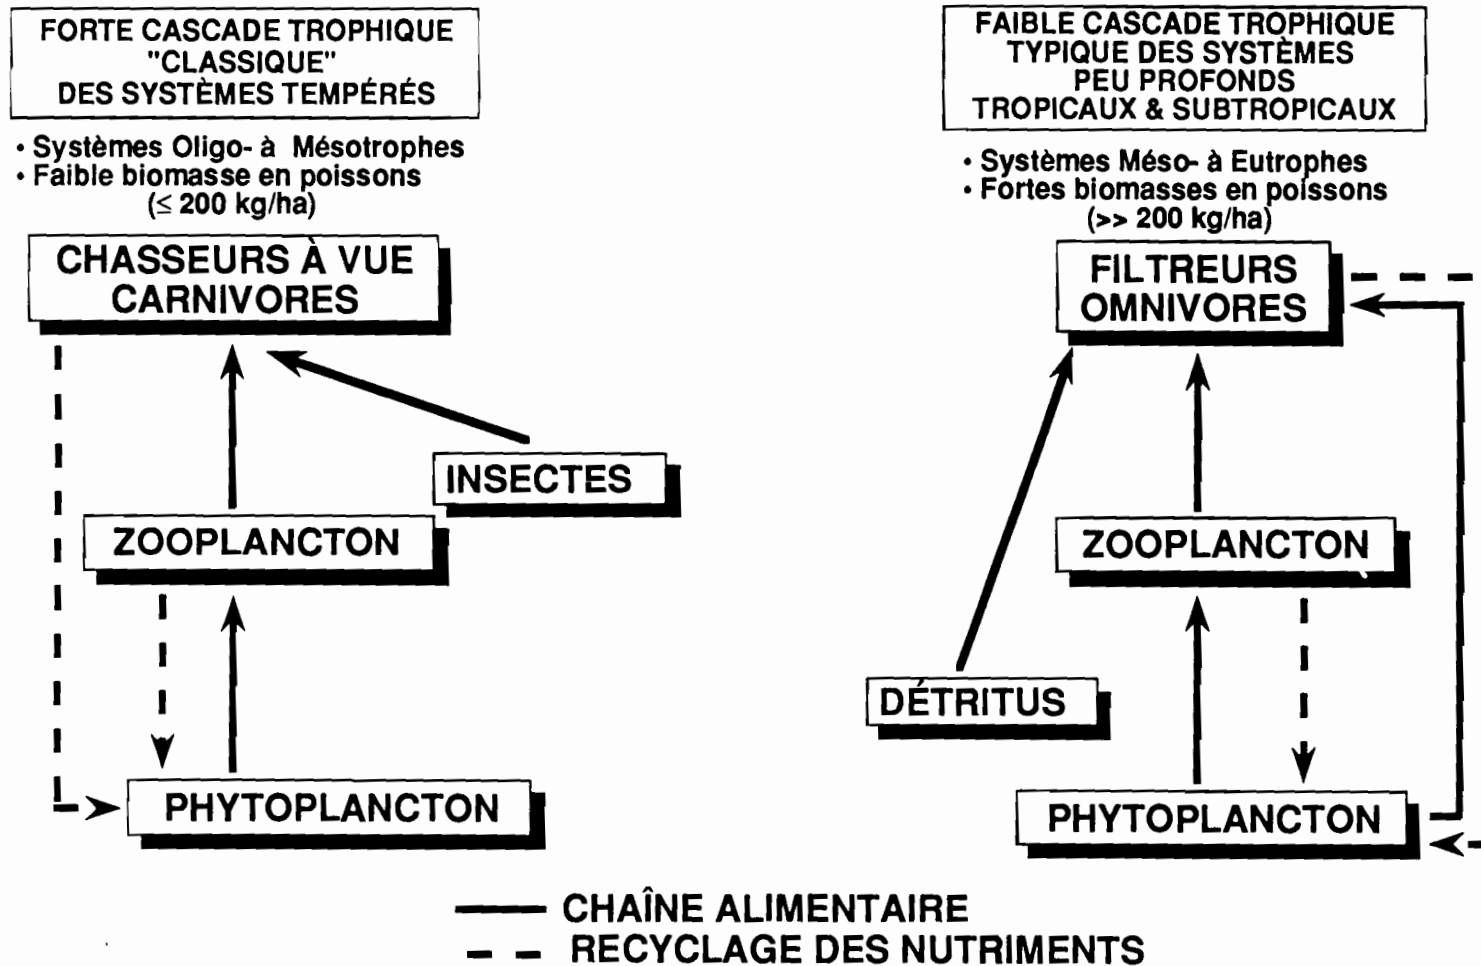 FORTE CASCADE TROPHIQUE
"CLASSIQUE"
DES SYSTÈMES TEMPÉRÉS
• Systèmes Oligo- à Mésotrophes
• Faible biomasse en poissons
(≤ 200 kg/ha)
CHASSEURS À VUE
CARNIVORES
INSECTES
ZOOPLANCTON
PHYTOPLANCTON
FAIBLE CASCADE TROPHIQUE
TYPIQUE DES SYSTÈMES
PEU PROFONDS
TROPICAUX & SUBTROPICAUX
• Systèmes Méso- à Eutrophes
• Fortes biomasses en poissons
(>> 200 kg/ha)
FILTREURS
OMNIVORES
ZOOPLANCTON
DÉTRITUS
PHYTOPLANCTON
CHAÎNE ALIMENTAIRE
RECYCLAGE DES NUTRIMENTS